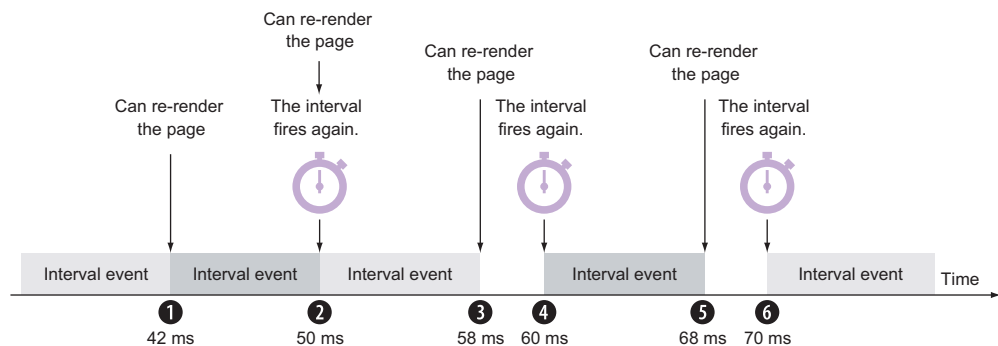 Can re-render
the page
Can re-render
the page
Can re-render
the page
Can re-render
the page
The interval
fires again.
The interval
fires again.
The interval
fires again.
Interval event
Interval event
Interval event
Interval event
Interval event
Time
1
2
3
4
5
6
42 ms
50 ms
58 ms
60 ms
68 ms
70 ms